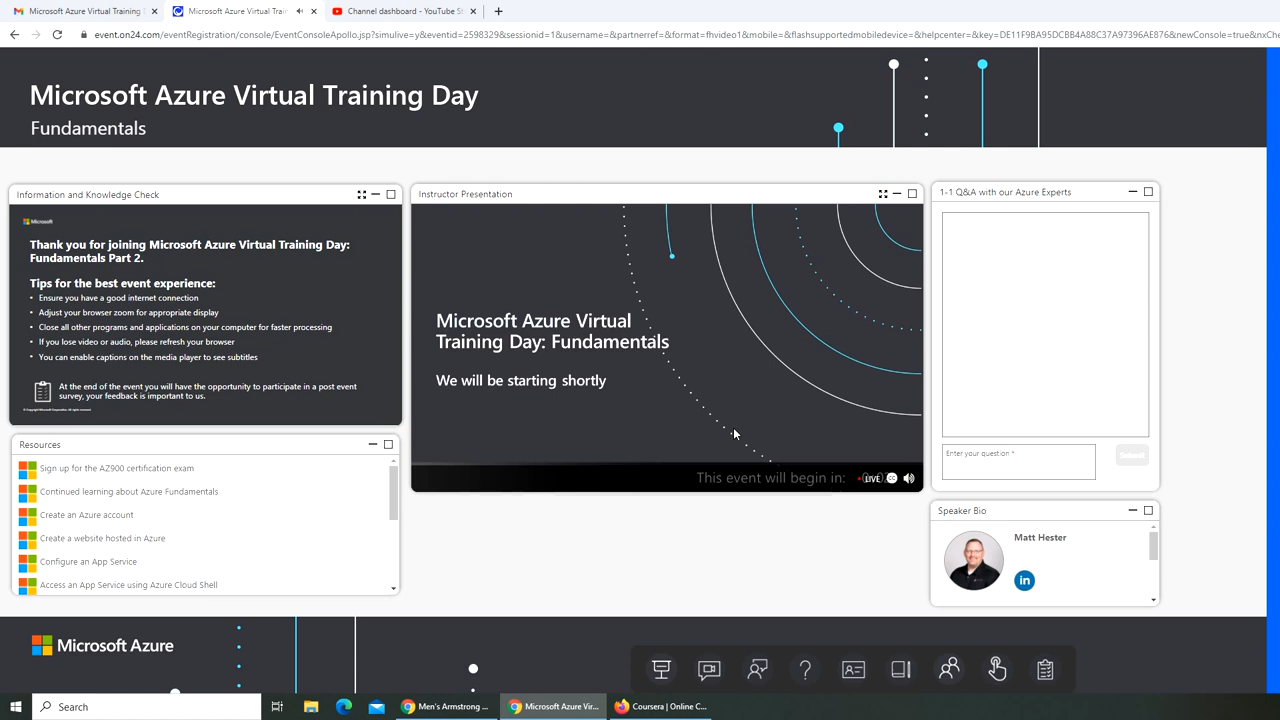 Microsoft Azure Virtual Training
Microsoft Azure Virtual Train
Channel dashboard - YouTube St
event.on24.com/eventRegistration/console/EventConsoleApollo.jsp?simulive=y&eventid=2598329&sessionid=1&username=&partnerref=&format=fhvideo1&mobile=&flashsupportedmobiledevice=&helpcenter=&key=DE11F9BA95DCBB4A88C37A97396AE876&newConsole=true&nxChe
Microsoft Azure Virtual Training Day
Fundamentals
Information and Knowledge Check
Microsoft
Thank you for joining Microsoft Azure Virtual Training Day:
Fundamentals Part 2.
Tips for the best event experience:
• Ensure you have a good internet connection
• Adjust your browser zoom for appropriate display
• Close all other programs and applications on your computer for faster processing
• If you lose video or audio, please refresh your browser
• You can enable captions on the media player to see subtitles
At the end of the event you will have the opportunity to participate in a post event
survey, your feedback is important to us.
© Copyright Microsoft Corporation. All rights reserved.
Resources
Sign up for the AZ900 certification exam
Continued learning about Azure Fundamentals
Create an Azure account
Create a website hosted in Azure
Configure an App Service
Access an App Service using Azure Cloud Shell
Instructor Presentation
Microsoft Azure Virtual
Training Day: Fundamentals
We will be starting shortly
This event will begin in:
LIVE CC
1-1 Q&A with our Azure Experts
Enter your question *
Submit
Speaker Bio
Matt Hester
in
Microsoft Azure
Search
Men's Armstrong ...
Microsoft Azure Vir...
Coursera | Online C...